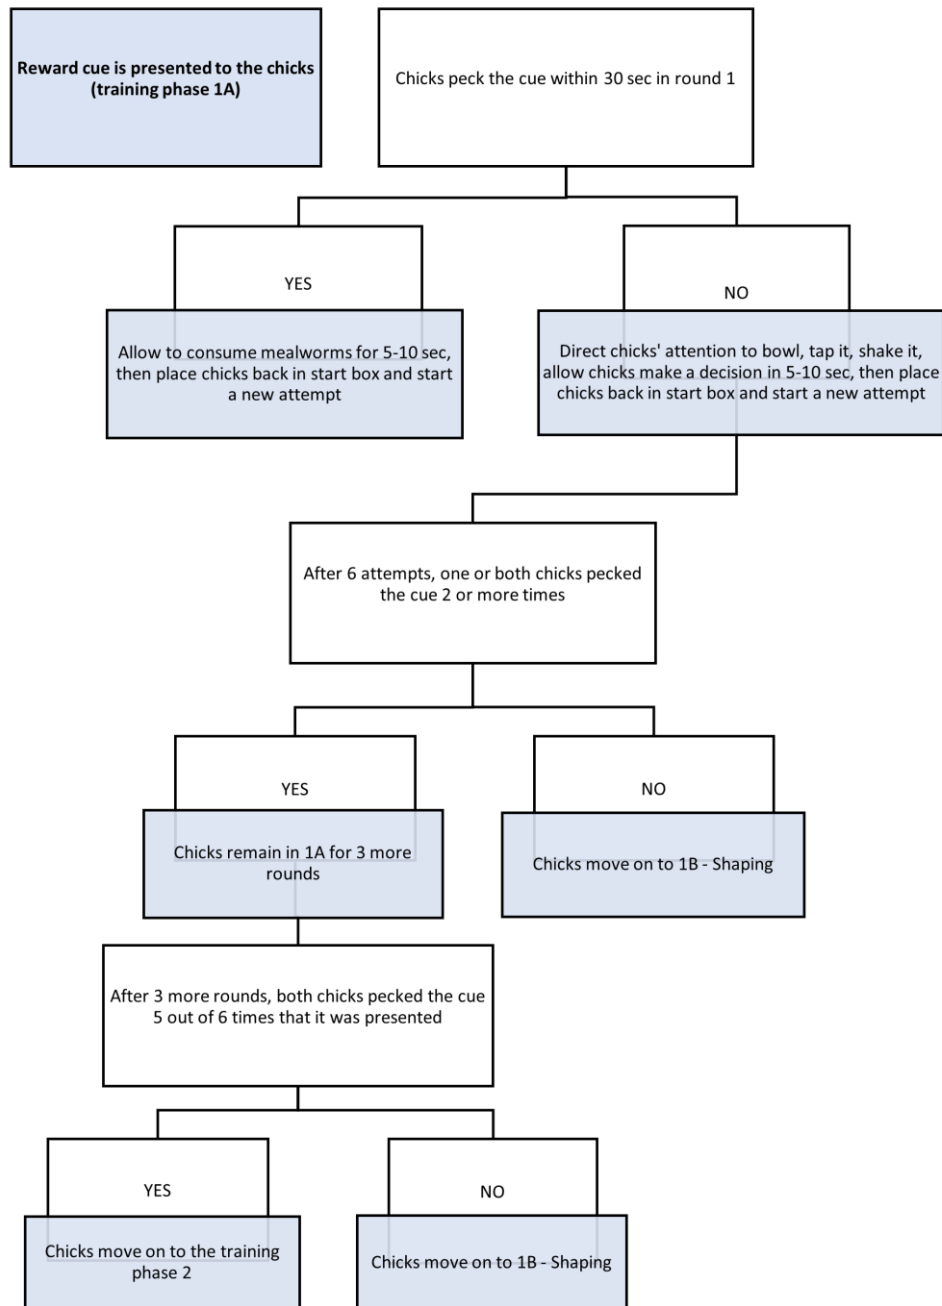 Reward cue is presented to the chicks
(training phase 1A)
Chicks peck the cue within 30 sec in round 1
YES
NO
Allow to consume mealworms for 5-10 sec,
then place chicks back in start box and start
a new attempt
Direct chicks' attention to bowl, tap it, shake it,
allow chicks make a decision in 5-10 sec, then place
chicks back in start box and start a new attempt
After 6 attempts, one or both chicks pecked
the cue 2 or more times
YES
NO
Chicks remain in 1A for 3 more
rounds
Chicks move on to 1B - Shaping
After 3 more rounds, both chicks pecked the cue
5 out of 6 times that it was presented
YES
NO
Chicks move on to the training
phase 2
Chicks move on to 1B - Shaping